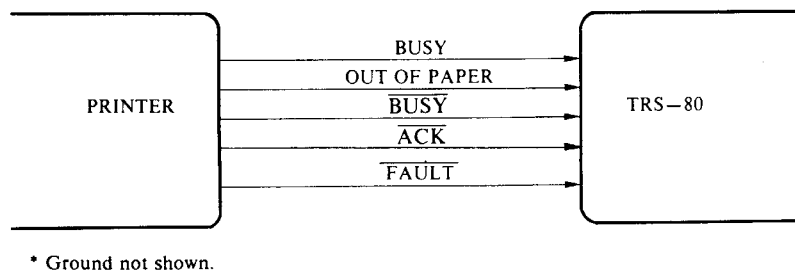 BUSY
OUT OF PAPER
PRINTER
BUSY
TRS-80
ACK
FAULT
* Ground not shown.